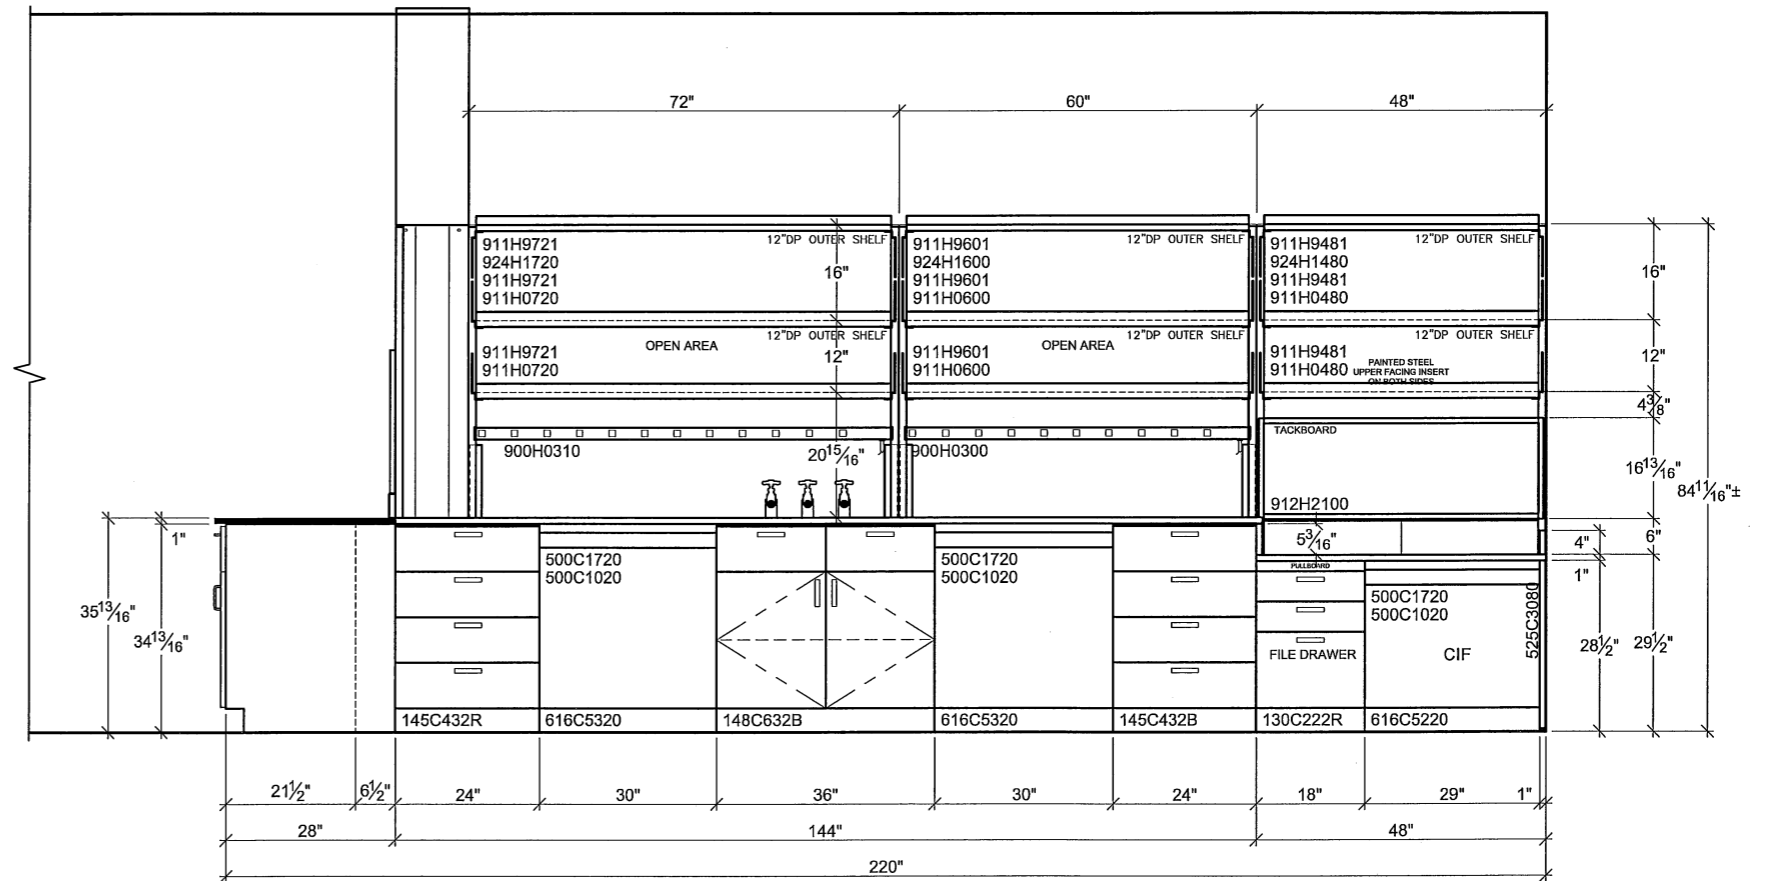 72"
60"
48"
911H9721
12"DP OUTER SHELF
924H1720
911H9721
911H0720
16"
911H9601
12"DP OUTER SHELF
924H1600
911H9601
911H0600
911H9481
12"DP OUTER SHELF
924H1480
911H9481
911H0480
16"
12"DP OUTER SHELF
OPEN AREA
911H9721
911H0720
12"
12"DP OUTER SHELF
OPEN AREA
911H9601
911H0600
12"DP OUTER SHELF
911H9481
911H0480
PAINTED STEEL
UPPER FACING INSERT
ON BOTH SIDES
12"
4 3/8"
900H0310
20 15/16"
900H0300
TACKBOARD
912H2100
16 13/16"
84 11/16"±
1"
5 3/16"
4"
6"
1"
35 13/16"
34 13/16"
500C1720
500C1020
500C1720
500C1020
PULLBOARD
500C1720
500C1020
525C3080
FILE DRAWER
CIF
28 1/2"
29 1/2"
145C432R
616C5320
148C632B
616C5320
145C432B
130C222R
616C5220
21 1/2"
6 1/2"
24"
30"
36"
30"
24"
18"
29"
1"
28"
144"
48"
220"